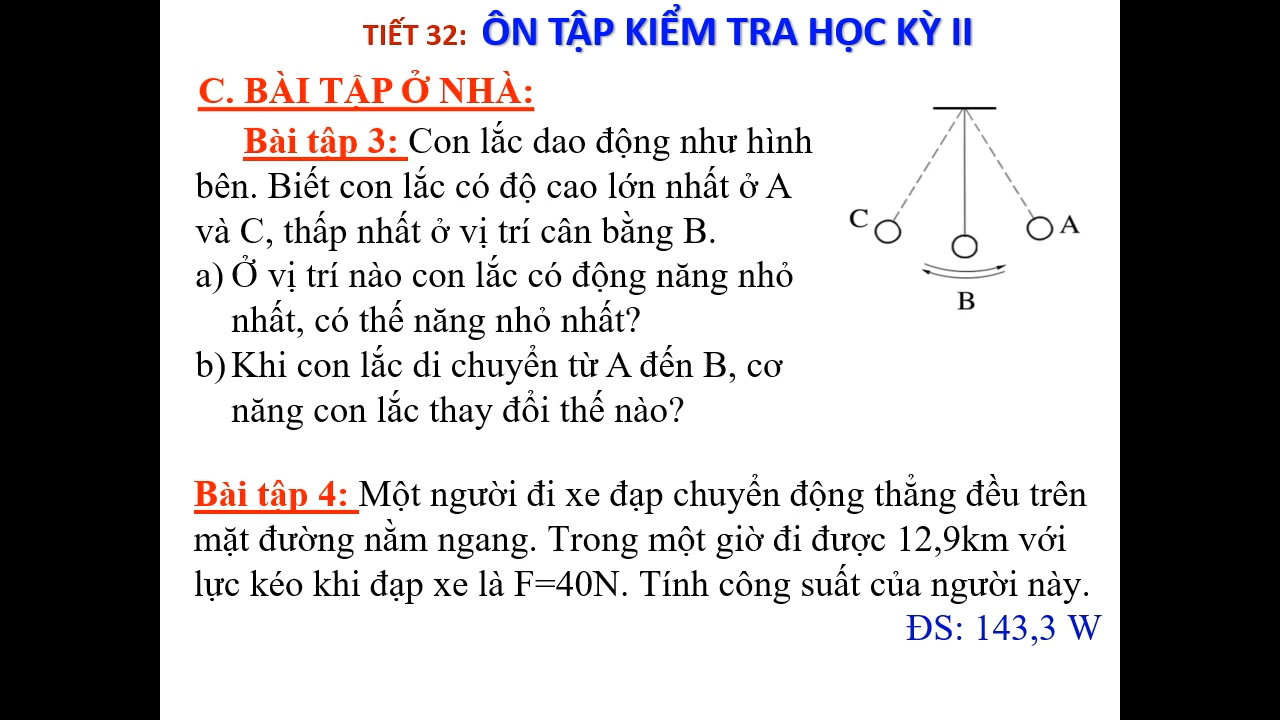 TIẾT 32: ÔN TẬP KIỂM TRA HỌC KỲ II
C. BÀI TẬP Ở NHÀ:
Bài tập 3: Con lắc dao động như hình
bên. Biết con lắc có độ cao lớn nhất ở A
và C, thấp nhất ở vị trí cân bằng B.
a) Ở vị trí nào con lắc có động năng nhỏ
nhất, có thế năng nhỏ nhất?
b) Khi con lắc di chuyển từ A đến B, cơ
năng con lắc thay đổi thế nào?
C
A
B
Bài tập 4: Một người đi xe đạp chuyển động thẳng đều trên
mặt đường nằm ngang. Trong một giờ đi được 12,9km với
lực kéo khi đạp xe là F=40N. Tính công suất của người này.
ĐS: 143,3 W